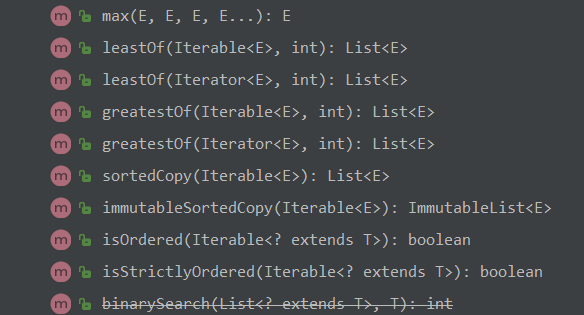 m max(E, E, E, E...): E
m leastOf(Iterable<E>, int): List<E>
m leastOf(Iterator<E>, int): List<E>
m greatestOf(Iterable<E>, int): List<E>
m greatestOf(Iterator<E>, int): List<E>
m sortedCopy(Iterable<E>): List<E>
m immutableSortedCopy(Iterable<E>): ImmutableList<E>
m isOrdered(Iterable<? extends T>): boolean
m isStrictlyOrdered(Iterable<? extends T>): boolean
m binarySearch(List<? extends T>, T): int